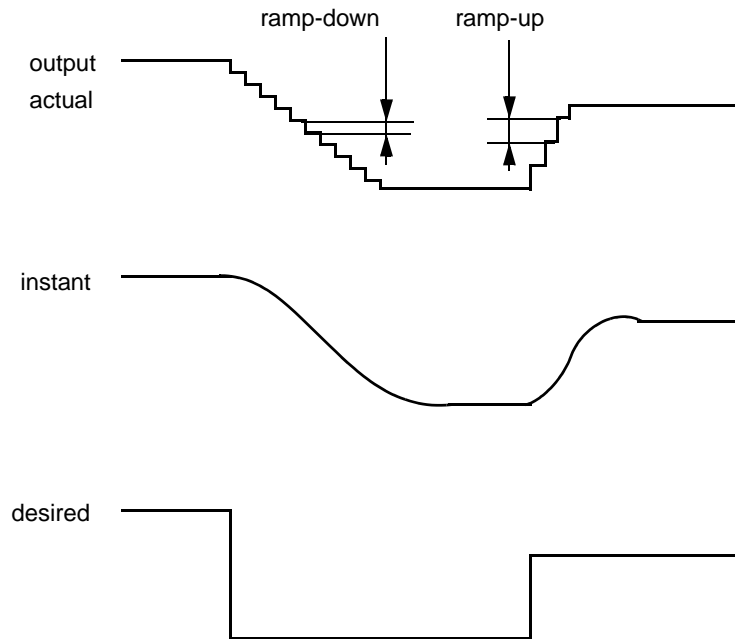 ramp-down ramp-up
output
actual
instant
desired